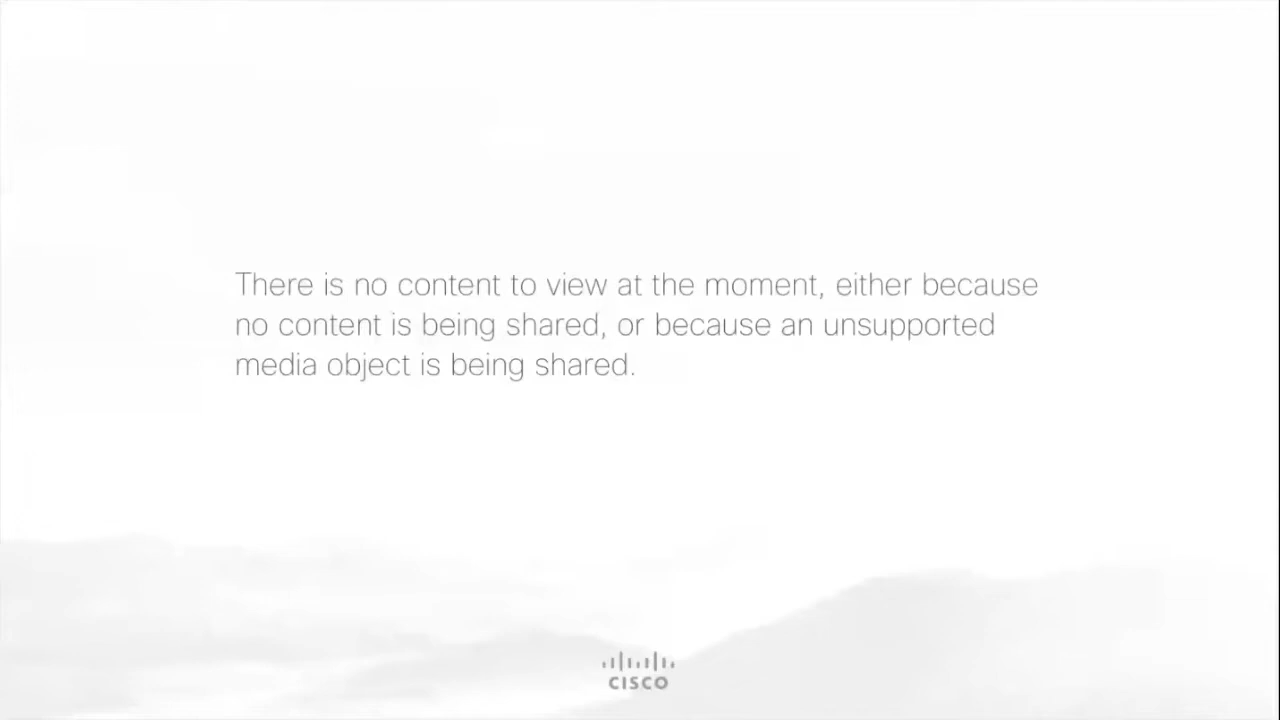 There is no content to view at the moment, either because
no content is being shared, or because an unsupported
media object is being shared.
CISCO